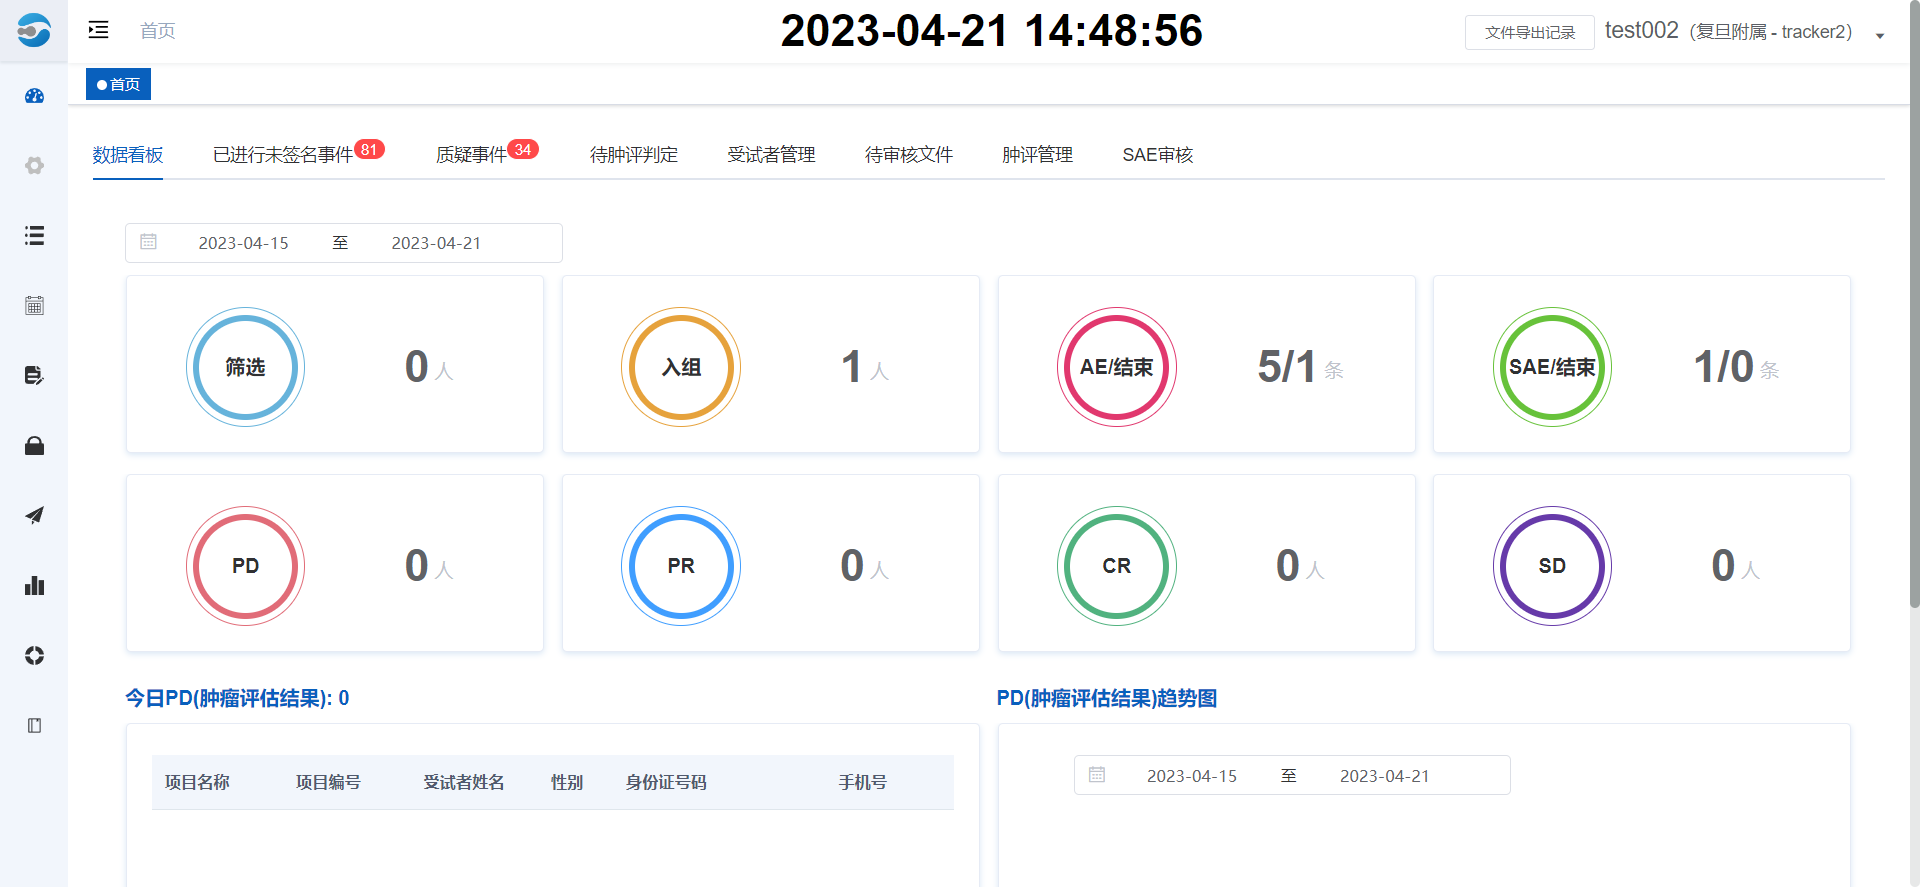 首页
2023-04-21 14:48:56
文件导出记录
test002（复旦附属 - tracker2）
首页
数据看板
已进行未签名事件 81
质疑事件 34
待肿评判定
受试者管理
待审核文件
肿评管理
SAE审核
2023-04-15 至 2023-04-21
筛选 0 人
入组 1 人
AE/结束 5/1 条
SAE/结束 1/0 条
PD 0 人
PR 0 人
CR 0 人
SD 0 人
今日PD(肿瘤评估结果): 0
项目名称 项目编号 受试者姓名 性别 身份证号码 手机号
PD(肿瘤评估结果)趋势图
2023-04-15 至 2023-04-21